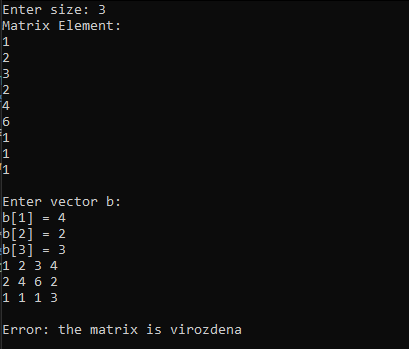 Enter size: 3
Matrix Element:
1
2
3
2
4
6
1
1
1
Enter vector b:
b[1] = 4
b[2] = 2
b[3] = 3
1 2 3 4
2 4 6 2
1 1 1 3
Error: the matrix is virozdena